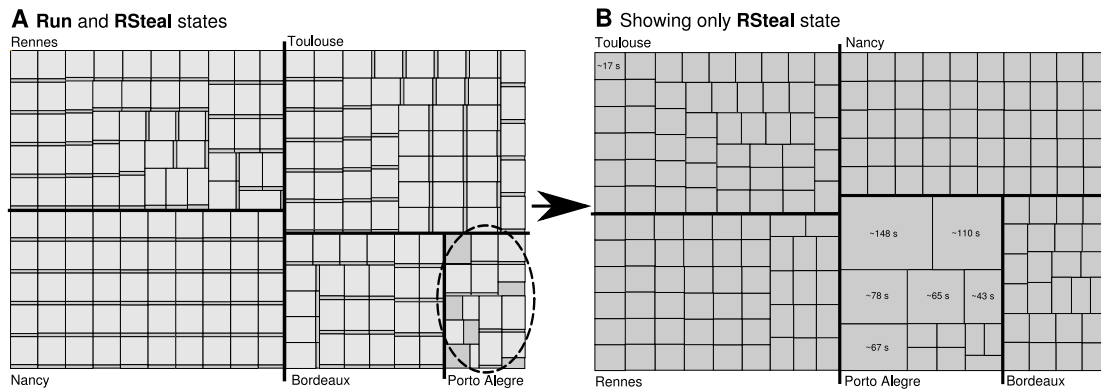 A Run and RSteal states
Rennes
Toulouse
Nancy
Bordeaux
Porto Alegre
B Showing only RSteal state
Toulouse
Nancy
~17 s
~148 s
~110 s
~78 s
~65 s
~43 s
~67 s
Rennes
Porto Alegre
Bordeaux